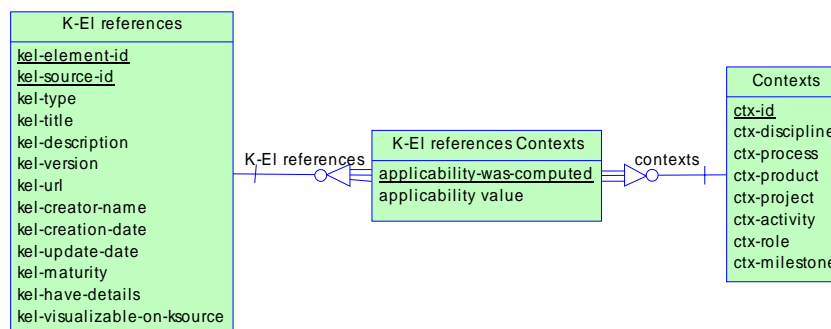 K-El references
kel-element-id
kel-source-id
kel-type
kel-title
kel-description
kel-version
kel-url
kel-creator-name
kel-creation-date
kel-update-date
kel-maturity
kel-have-details
kel-visualizable-on-ksource
K-El references
K-El references Contexts
applicability-was-computed
applicability value
contexts
Contexts
ctx-id
ctx-discipline
ctx-process
ctx-product
ctx-project
ctx-activity
ctx-role
ctx-milestone